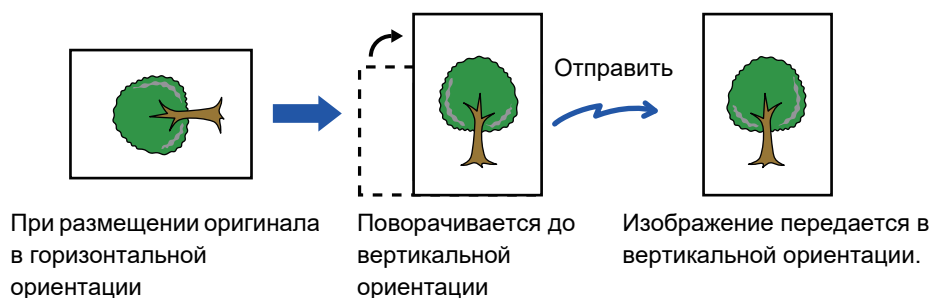 Отправить
При размещении оригинала
в горизонтальной
ориентации
Поворачивается до
вертикальной
ориентации
Изображение передается в
вертикальной ориентации.